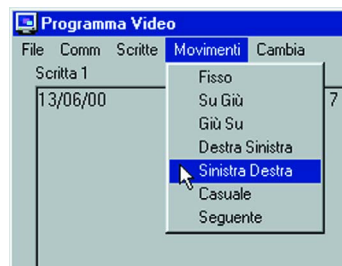 Programma Video
File Comm Scritte Movimenti Cambia
Scritta 1
13/06/00 7
Fisso
Su Giù
Giù Su
Destra Sinistra
Sinistra Destra
Casuale
Seguente